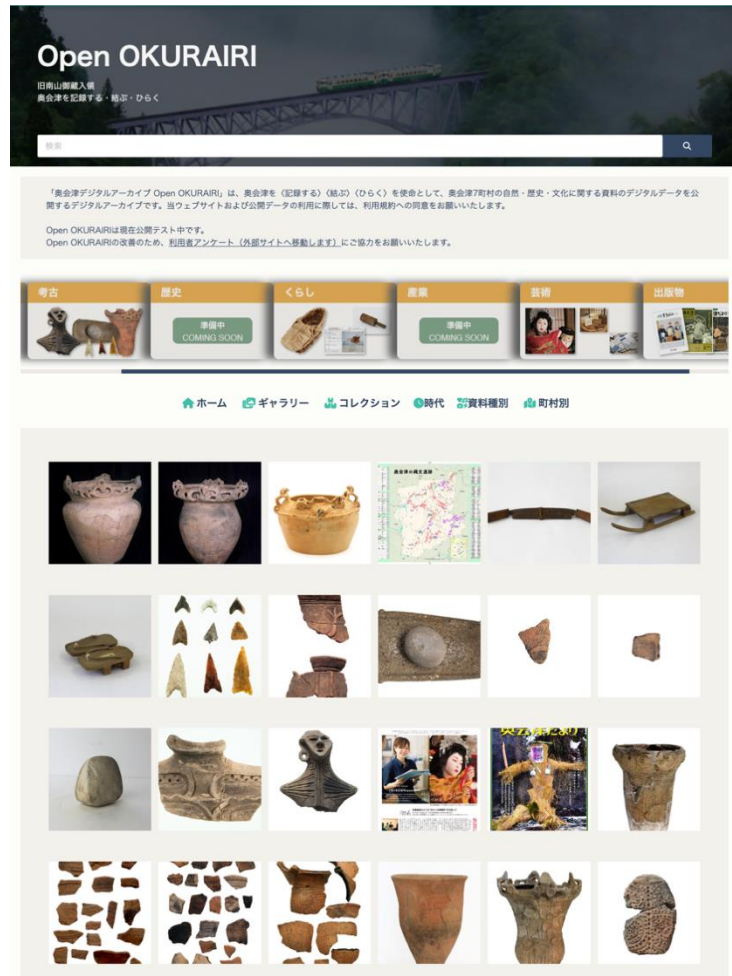 Open OKURAIRI
旧南山御蔵入領
奥会津を記録する・結ぶ・ひらく
検索
「奥会津デジタルアーカイブ Open OKURAIRI」は、奥会津を〈記録する〉〈結ぶ〉〈ひらく〉を使命として、奥会津7町村の自然・歴史・文化に関する資料のデジタルデータを公
開するデジタルアーカイブです。当ウェブサイトおよび公開データの利用に際しては、利用規約への同意をお願いいたします。
Open OKURAIRIは現在公開テスト中です。
Open OKURAIRIの改善のため、利用者アンケート（外部サイトへ移動します）にご協力をお願いいたします。
考古
歴史
くらし
産業
芸術
出版物
準備中
COMING SOON
準備中
COMING SOON
ホーム
ギャラリー
コレクション
時代
資料種別
町村別
奥会津の縄文遺跡